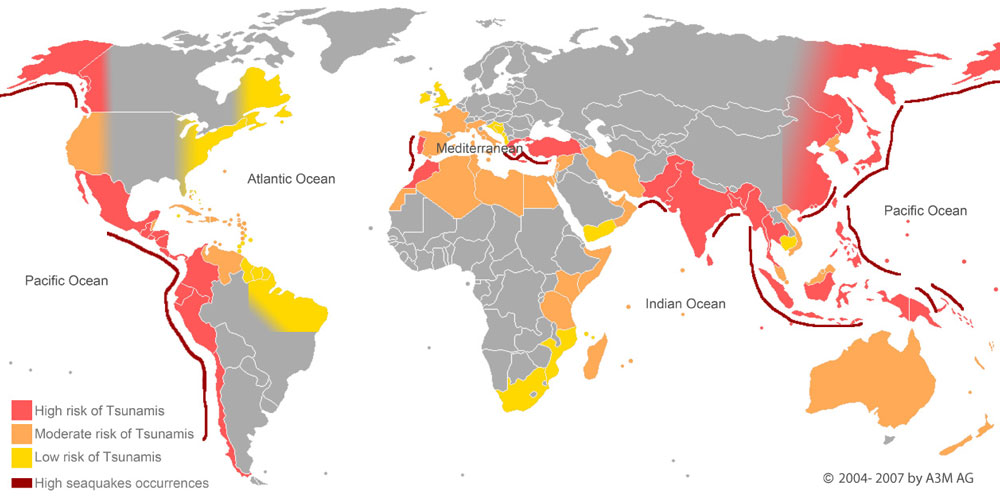 Mediterranean
Atlantic Ocean
Pacific Ocean
Pacific Ocean
Indian Ocean
High risk of Tsunamis
Moderate risk of Tsunamis
Low risk of Tsunamis
High seaquakes occurrences
© 2004- 2007 by A3M AG